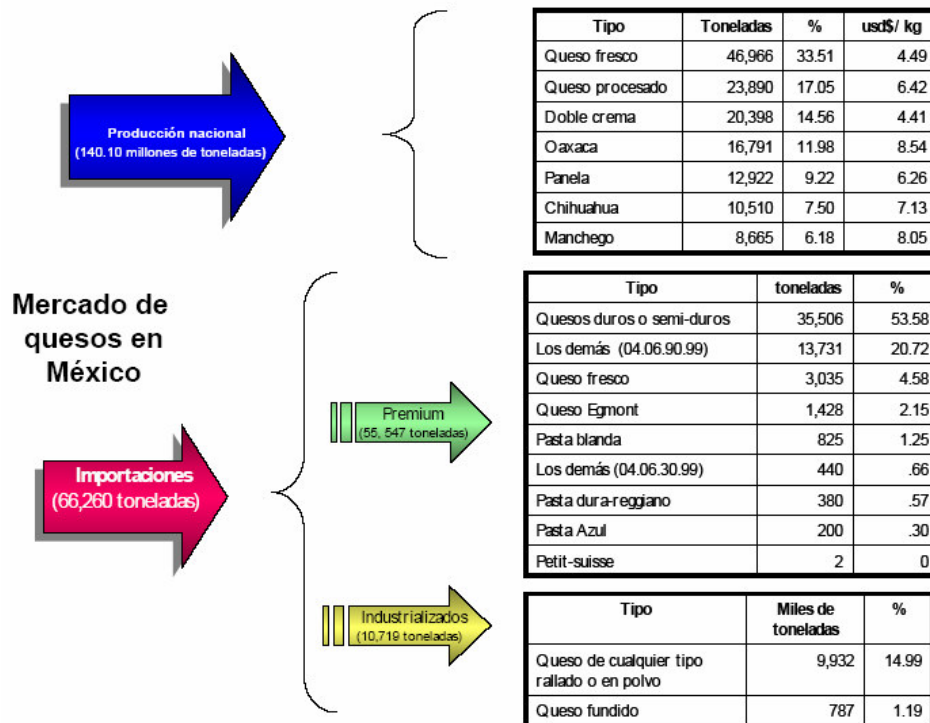 Mercado de
quesos en
México
Producción nacional
(140.10 millones de toneladas)
Tipo Toneladas % usd$/ kg
Queso fresco 46,966 33.51 4.49
Queso procesado 23,890 17.05 6.42
Doble crema 20,398 14.56 4.41
Oaxaca 16,791 11.98 8.54
Panela 12,922 9.22 6.26
Chihuahua 10,510 7.50 7.13
Manchego 8,665 6.18 8.05
Importaciones
(66,260 toneladas)
Premium
(55, 547 toneladas)
Tipo toneladas %
Quesos duros o semi-duros 35,506 53.58
Los demás (04.06.90.99) 13,731 20.72
Queso fresco 3,035 4.58
Queso Egmont 1,428 2.15
Pasta blanda 825 1.25
Los demás (04.06.30.99) 440 .66
Pasta dura-reggiano 380 .57
Pasta Azul 200 .30
Petit-suisse 2 0
Industrializados
(10,719 toneladas)
Tipo Miles de %
toneladas
Queso de cualquier tipo 9,932 14.99
rallado o en polvo
Queso fundido 787 1.19